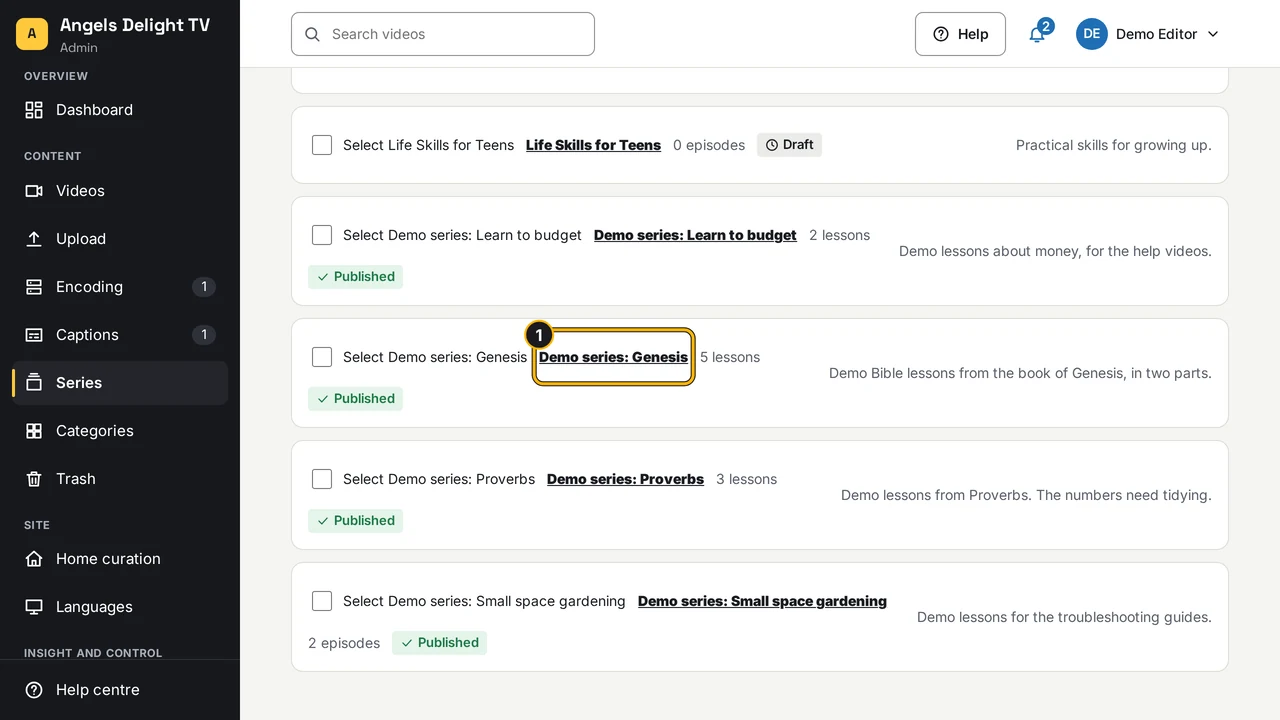 A
Angels Delight TV
Admin
OVERVIEW
Dashboard
CONTENT
Videos
Upload
Encoding 1
Captions 1
Series
Categories
Trash
SITE
Home curation
Languages
INSIGHT AND CONTROL
Help centre
Search videos
Help
2
DE Demo Editor
Select Life Skills for Teens Life Skills for Teens 0 episodes Draft Practical skills for growing up.
Select Demo series: Learn to budget Demo series: Learn to budget 2 lessons
Demo lessons about money, for the help videos.
Published
1
Select Demo series: Genesis Demo series: Genesis 5 lessons
Demo Bible lessons from the book of Genesis, in two parts.
Published
Select Demo series: Proverbs Demo series: Proverbs 3 lessons
Demo lessons from Proverbs. The numbers need tidying.
Published
Select Demo series: Small space gardening Demo series: Small space gardening
Demo lessons for the troubleshooting guides.
2 episodes Published